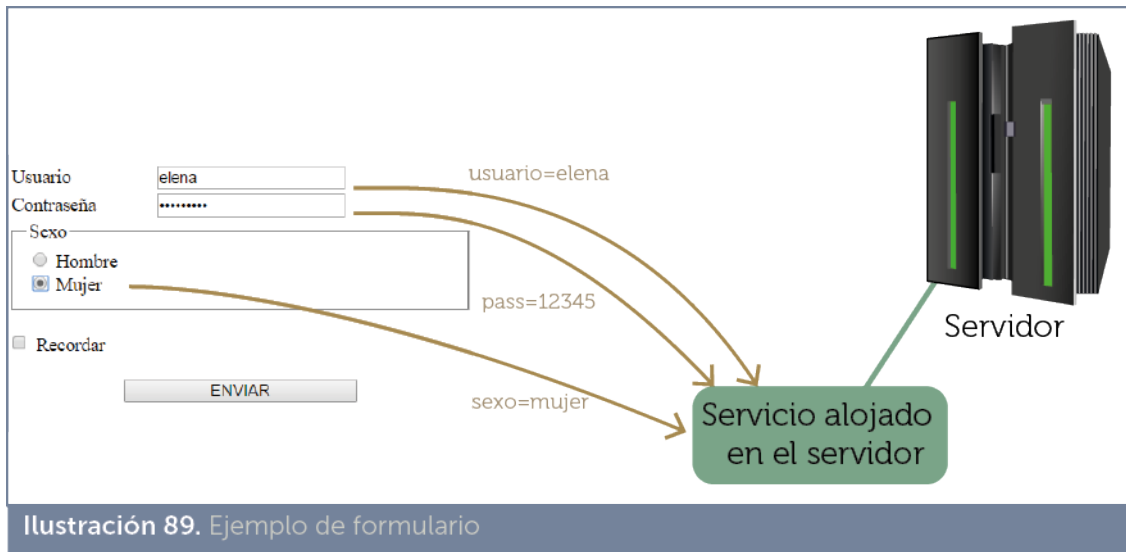 Usuario elena usuario=elena
Contraseña •••••••••
Sexo
Hombre
Mujer
pass=12345
Servidor
Recordar
ENVIAR
sexo=mujer
Servicio alojado
en el servidor
Ilustración 89. Ejemplo de formulario